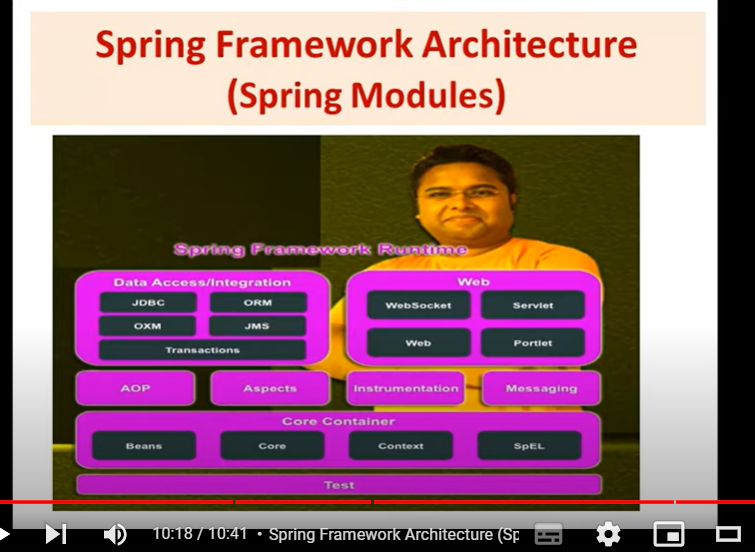 Spring Framework Architecture
(Spring Modules)
Spring Framework Runtime
Data Access/Integration
JDBC
ORM
OXM
JMS
Transactions
Web
WebSocket
Servlet
Web
Portlet
AOP
Aspects
Instrumentation
Messaging
Core Container
Beans
Core
Context
SpEL
Test
10:18 / 10:41 • Spring Framework Architecture (Sp